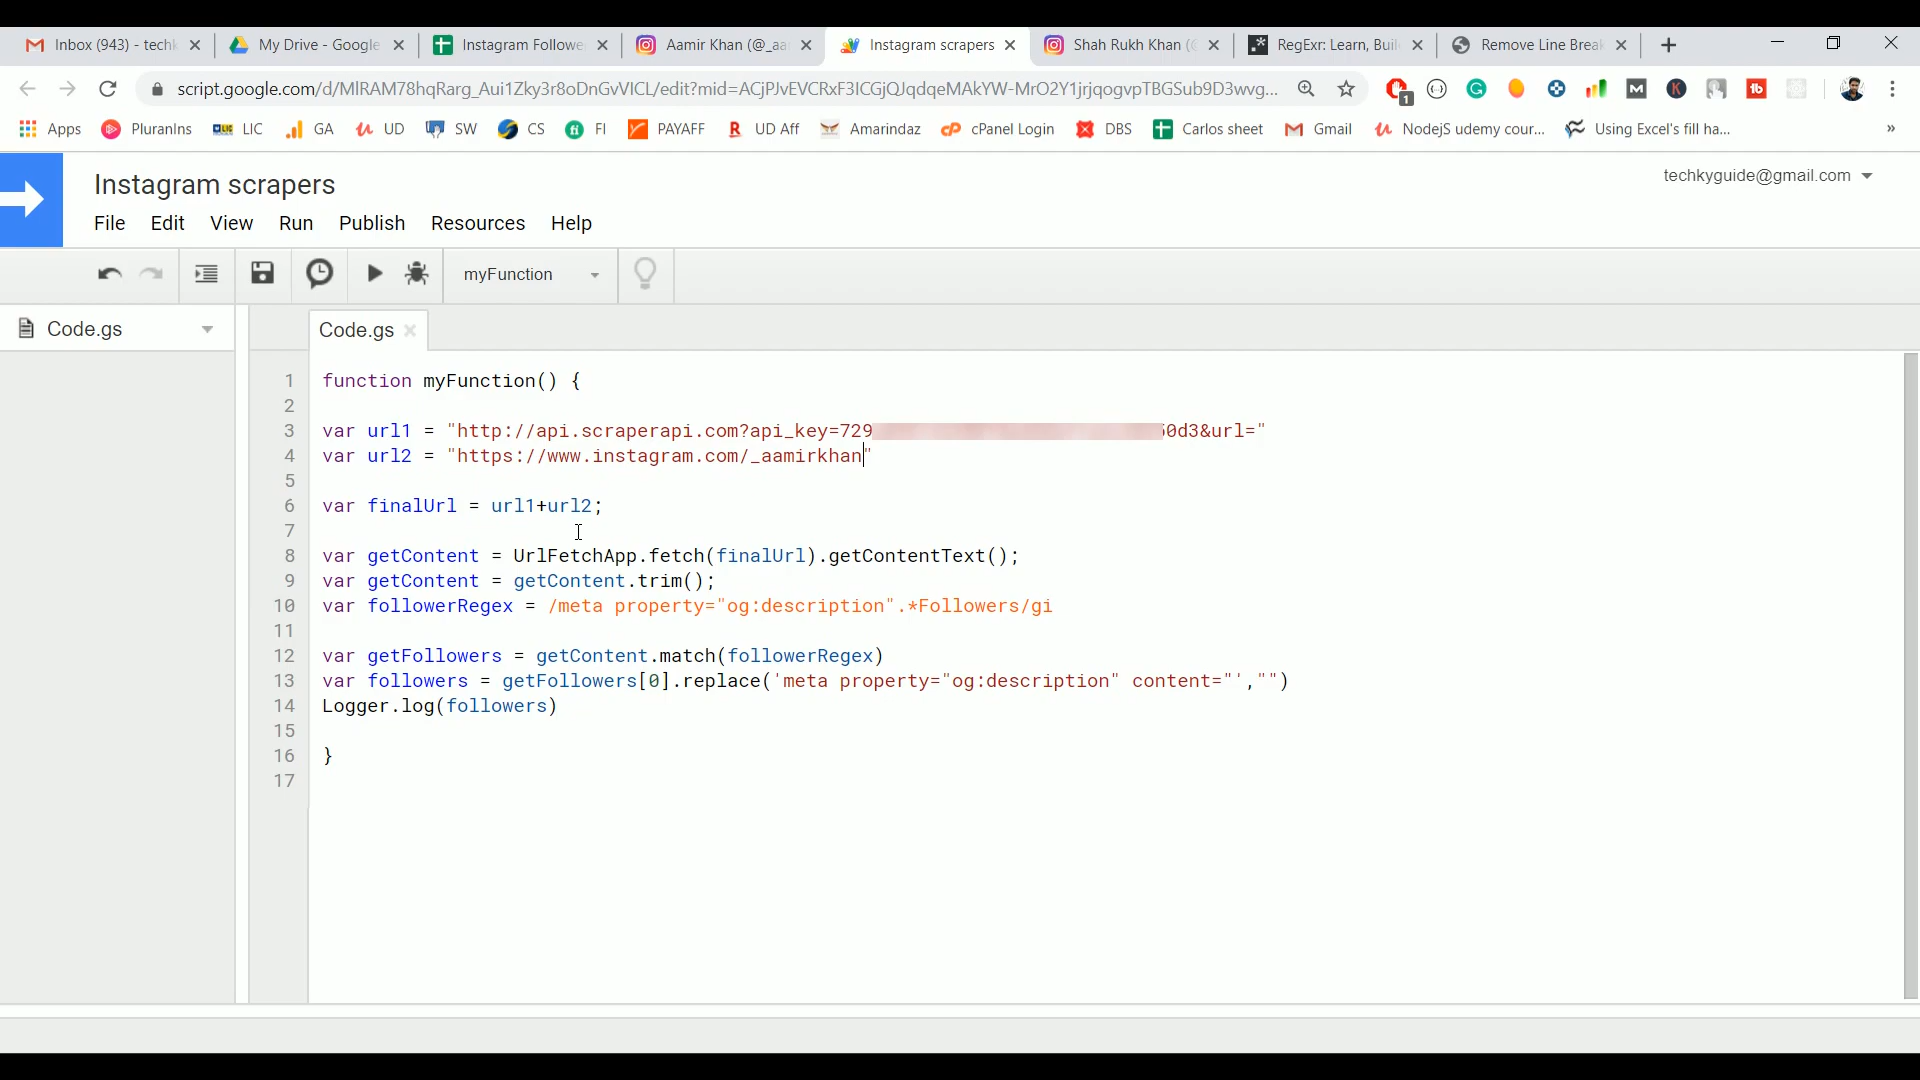 Inbox (943) - techk
My Drive - Google
Instagram Followe
Aamir Khan (@_aa
Instagram scrapers
Shah Rukh Khan (
RegExr: Learn, Buil
Remove Line Break
script.google.com/d/MlRAM78hqRarg_Aui1Zky3r8oDnGvVICL/edit?mid=ACjPJvEVCRxF3ICGjQJqdqeMAkYW-MrO2Y1jrjqogvpTBGSub9D3wvg...
1
Apps
PluranIns
LIC
GA
UD
SW
CS
FI
PAYAFF
UD Aff
Amarindaz
cPanel Login
DBS
Carlos sheet
Gmail
NodejS udemy cour...
Using Excel's fill ha...
»
Instagram scrapers
techkyguide@gmail.com
File Edit View Run Publish Resources Help
myFunction
Code.gs
Code.gs
1 function myFunction() {
2
3 var url1 = "http://api.scraperapi.com?api_key=729 0d3&url="
4 var url2 = "https://www.instagram.com/_aamirkhan"
5
6 var finalUrl = url1+url2;
7
8 var getContent = UrlFetchApp.fetch(finalUrl).getContentText();
9 var getContent = getContent.trim();
10 var followerRegex = /meta property="og:description".*Followers/gi
11
12 var getFollowers = getContent.match(followerRegex)
13 var followers = getFollowers[0].replace('meta property="og:description" content="',"")
14 Logger.log(followers)
15
16 }
17